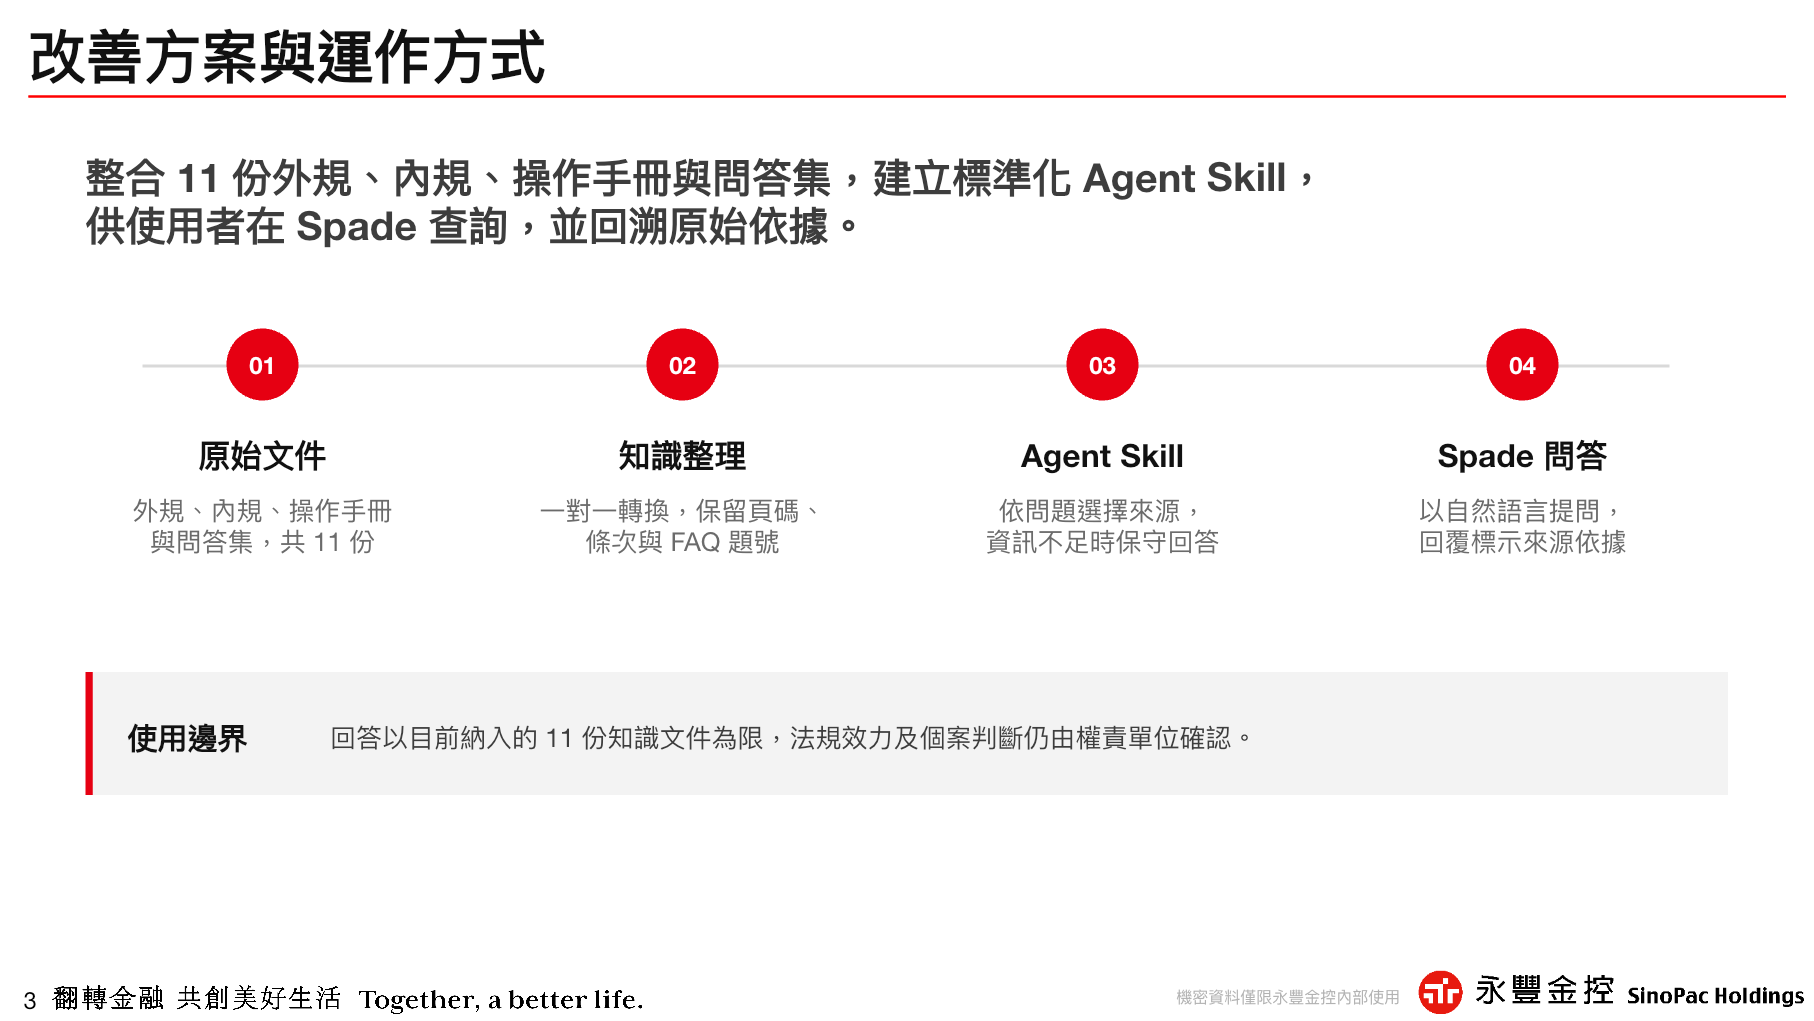 改善方案與運作方式
整合 11 份外規、內規、操作手冊與問答集，建立標準化 Agent Skill，
供使用者在 Spade 查詢，並回溯原始依據。
01
02
03
04
原始文件
知識整理
Agent Skill
Spade 問答
外規、內規、操作手冊
與問答集，共 11 份
一對一轉換，保留頁碼、
條次與 FAQ 題號
依問題選擇來源，
資訊不足時保守回答
以自然語言提問，
回覆標示來源依據
使用邊界
回答以目前納入的 11 份知識文件為限，法規效力及個案判斷仍由權責單位確認。
3 翻轉金融 共創美好生活 Together, a better life.
機密資料僅限永豐金控內部使用
永豐金控 SinoPac Holdings